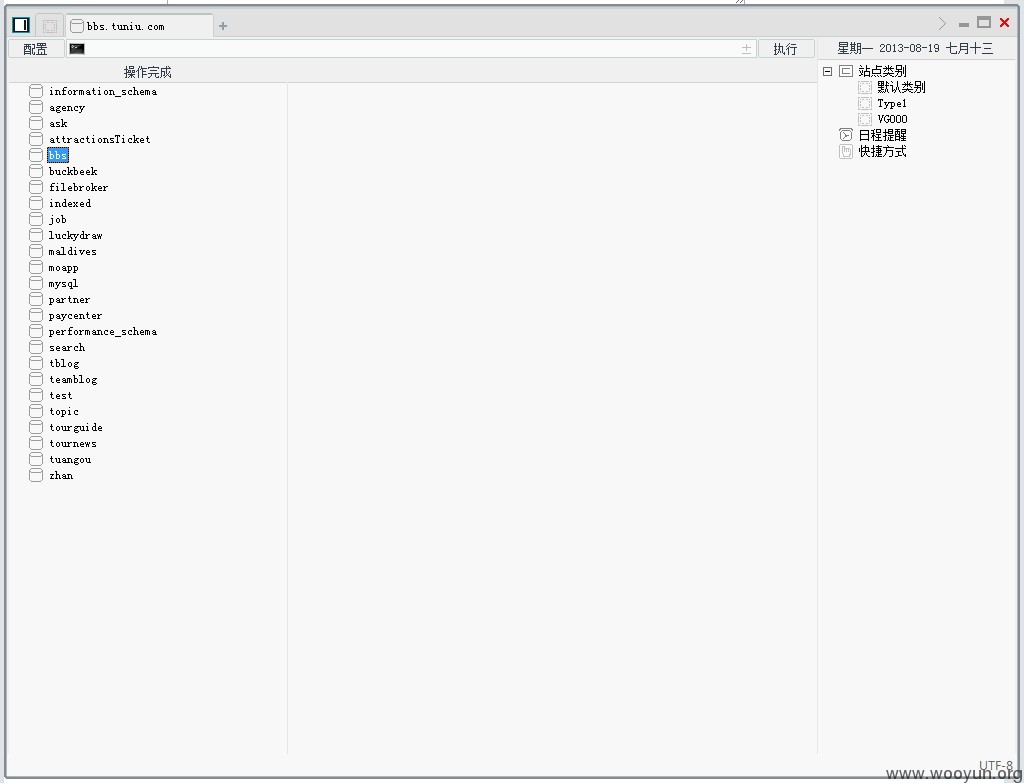 bbs.tuniu.com
配置
执行
星期一 2013-08-19 七月十三
操作完成
information_schema
agency
ask
attractionsTicket
bbs
buckbeek
filebroker
indexed
job
luckydraw
maldives
moapp
mysql
partner
paycenter
performance_schema
search
tblog
teamblog
test
topic
tourguide
tournews
tuangou
zhan
站点类别
默认类别
Type1
VG000
日程提醒
快捷方式
UTF-8
www.wooyun.org